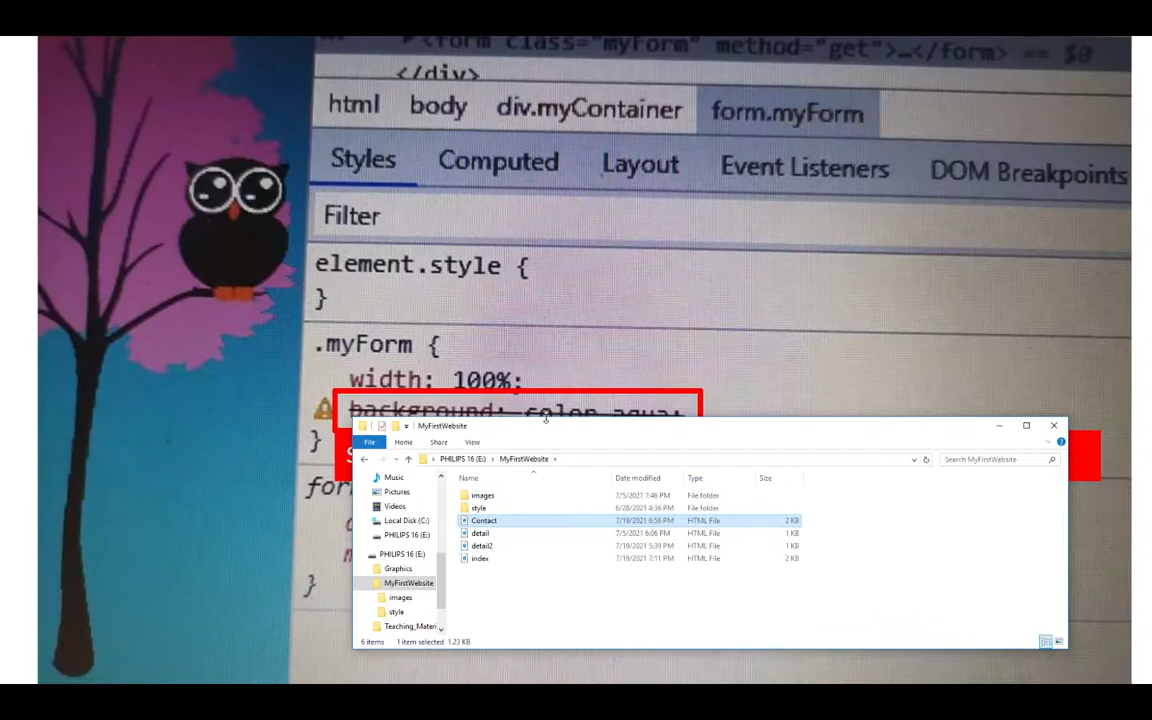 <form class="myForm" method="get">…</form> == $0
</div>
html body div.myContainer form.myForm
Styles Computed Layout Event Listeners DOM Breakpoints
Filter
element.style {
}
.myForm {
width: 100%;
background: color aqua;
}
MyFirstWebsite
File Home Share View
PHILIPS 16 (E:) > MyFirstWebsite >
Search MyFirstWebsite
Name Date modified Type Size
images 7/5/2021 7:46 PM File folder
style 6/28/2021 4:36 PM File folder
Contact 7/19/2021 6:56 PM HTML File 2 KB
detail 7/5/2021 6:06 PM HTML File 1 KB
detail2 7/19/2021 5:39 PM HTML File 1 KB
index 7/19/2021 7:11 PM HTML File 2 KB
Music
Pictures
Videos
Local Disk (C:)
PHILIPS 16 (E:)
PHILIPS 16 (E:)
Graphics
MyFirstWebsite
images
style
Teaching_Materi
6 items 1 item selected 1.23 KB
}